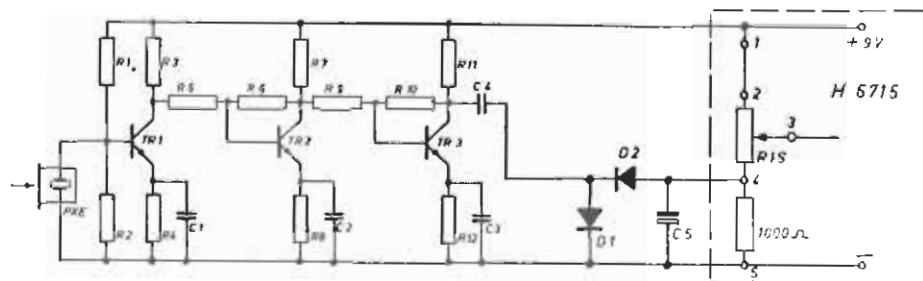 1
+9V
R1.
R3
R7
R11
C4
2
H 6715
R5
R6
R9
R10
3
TR1
TR2
TR3
D2
R15
4
PXE
R2
R4
C1
R8
C2
R12
C3
D1
C5
1000Ω
5
−